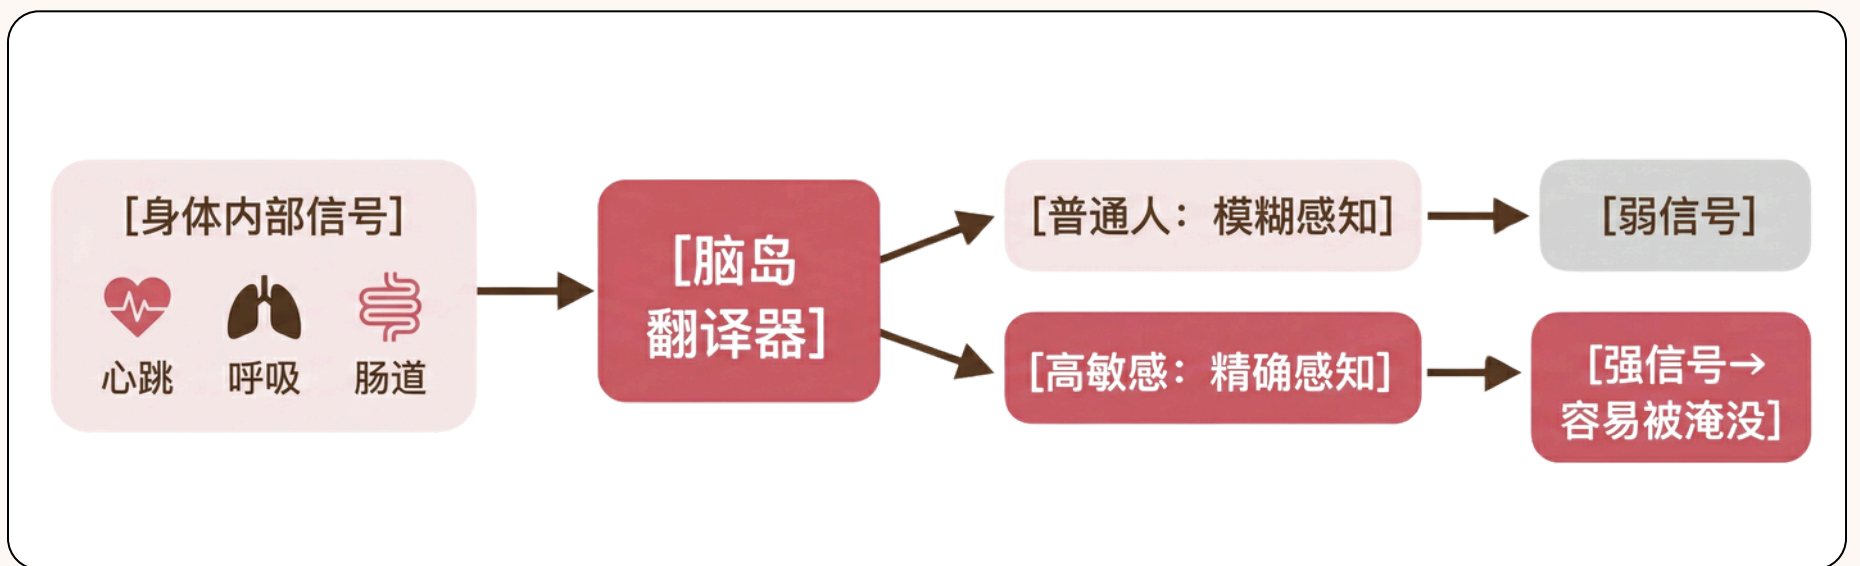 [身体内部信号]
心跳 呼吸 肠道
[脑岛
翻译器]
[普通人：模糊感知]
[弱信号]
[高敏感：精确感知]
[强信号→
容易被淹没]